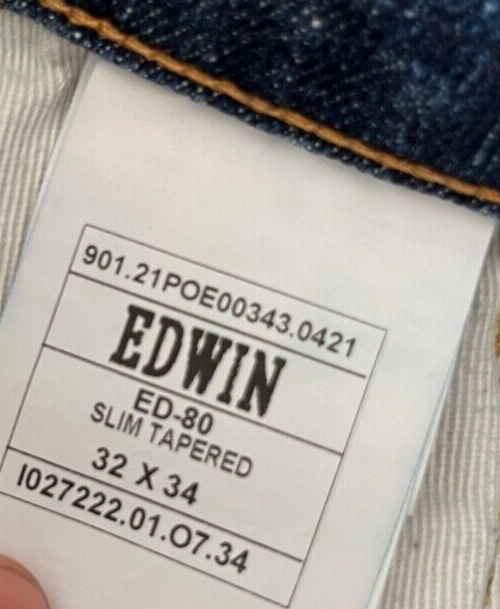 901.21POE00343.0421
EDWIN
ED-80
SLIM TAPERED
32 X 34
I027222.01.O7.34